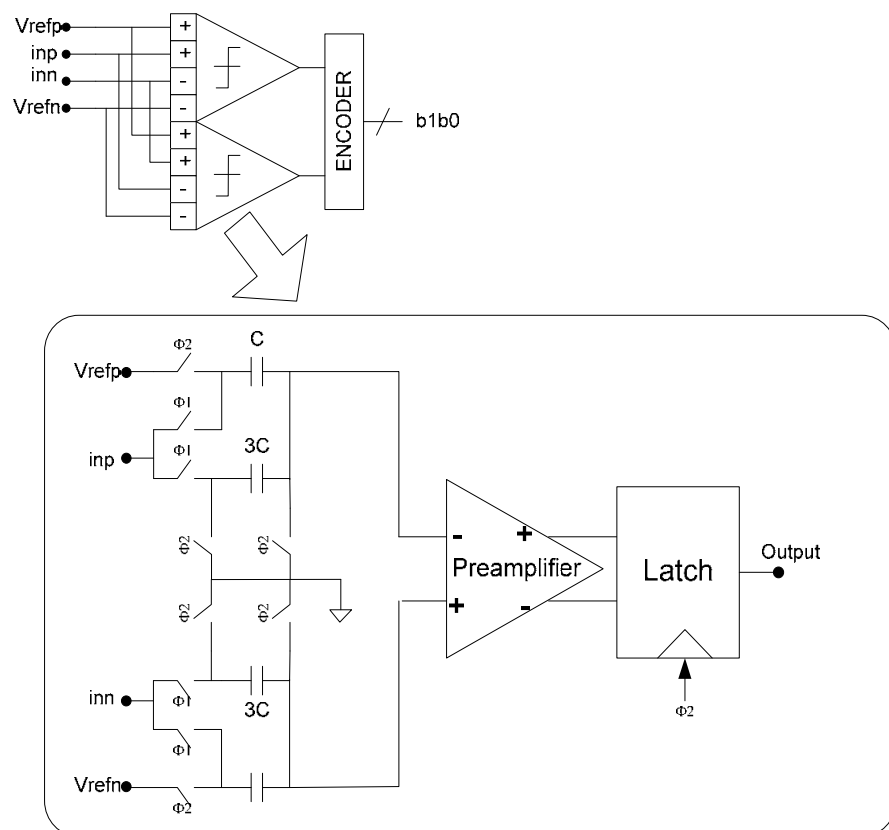 Vrefp
inp
inn
Vrefn
+
+
-
-
+
+
-
-
ENCODER
b1b0
Φ2
C
Vrefp
Φ1
Φ1
3C
inp
Φ2
Φ2
-
+
Preamplifier
+
-
Latch
Output
Φ2
Φ2
inn
Φ1
3C
Φ1
Φ2
Vrefn
Φ2